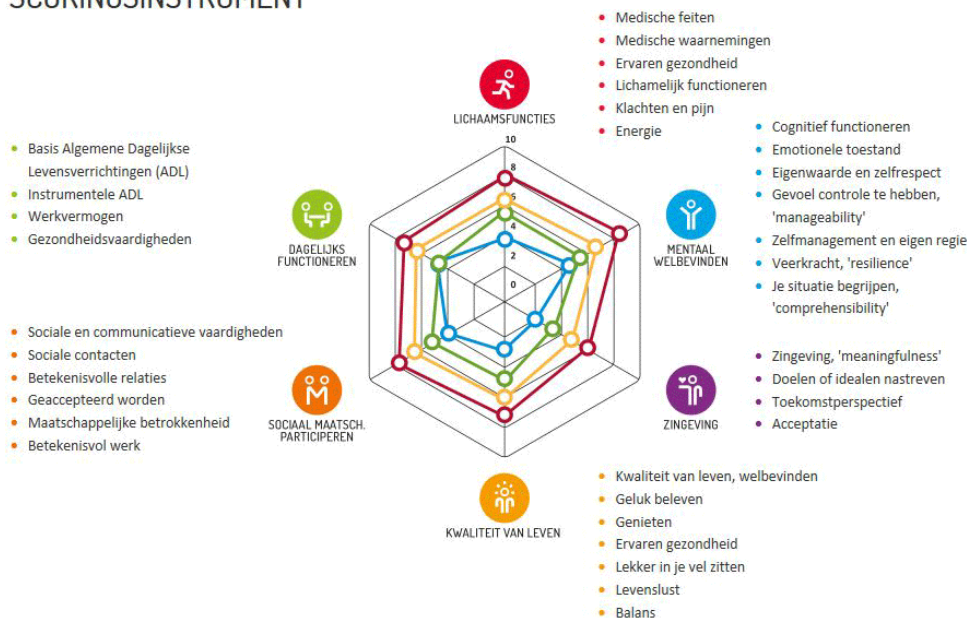 SCORINGSINSTRUMENT
Medische feiten
Medische waarnemingen
Ervaren gezondheid
Lichamelijk functioneren
Klachten en pijn
Energie
LICHAAMSFUNCTIES
10
8
6
4
2
0
Cognitief functioneren
Emotionele toestand
Eigenwaarde en zelfrespect
Gevoel controle te hebben,
'manageability'
Zelfmanagement en eigen regie
Veerkracht, 'resilience'
Je situatie begrijpen,
'comprehensibility'
MENTAAL
WELBEVINDEN
Zingeving, 'meaningfulness'
Doelen of idealen nastreven
Toekomstperspectief
Acceptatie
ZINGEVING
Kwaliteit van leven, welbevinden
Geluk beleven
Genieten
Ervaren gezondheid
Lekker in je vel zitten
Levenslust
Balans
KWALITEIT VAN LEVEN
Sociale en communicatieve vaardigheden
Sociale contacten
Betekenisvolle relaties
Geaccepteerd worden
Maatschappelijke betrokkenheid
Betekenisvol werk
SOCIAAL MAATSCH.
PARTICIPEREN
Basis Algemene Dagelijkse
Levensverrichtingen (ADL)
Instrumentele ADL
Werkvermogen
Gezondheidsvaardigheden
DAGELIJKS
FUNCTIONEREN